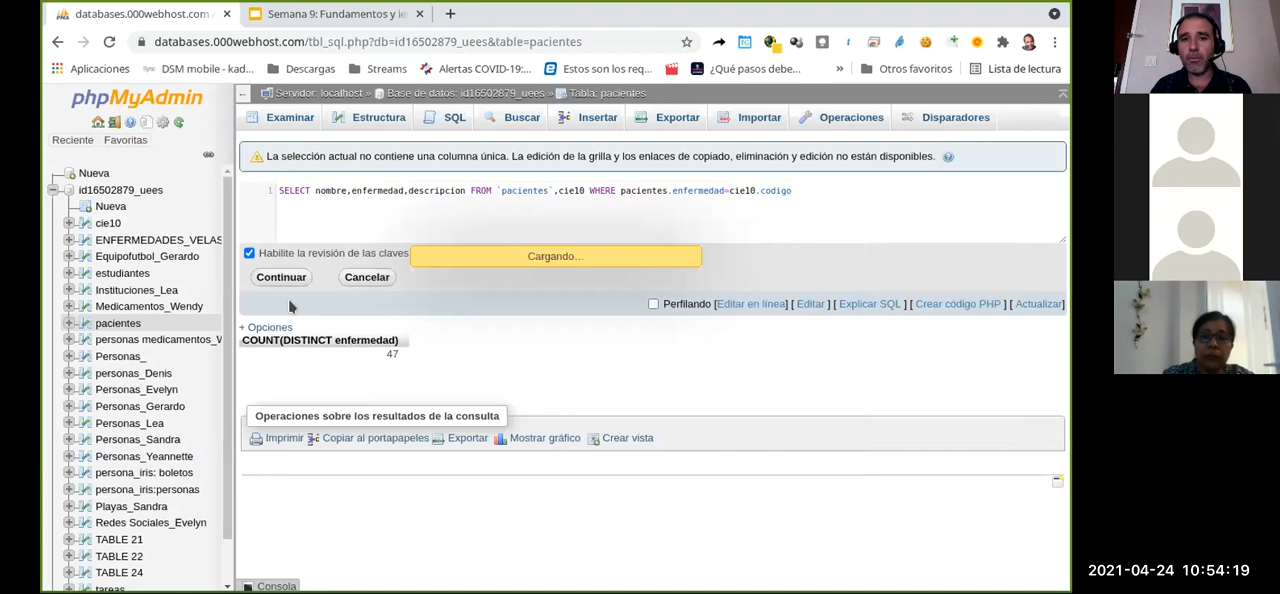 databases.000webhost.com /
Semana 9: Fundamentos y le
databases.000webhost.com/tbl_sql.php?db=id16502879_uees&table=pacientes
Aplicaciones
DSM mobile - kad...
Descargas
Streams
Alertas COVID-19:...
Estos son los req...
¿Qué pasos debe...
»
Otros favoritos
Lista de lectura
phpMyAdmin
Reciente
Favoritas
Nueva
id16502879_uees
Nueva
cie10
ENFERMEDADES_VELAS
Equipofutbol_Gerardo
estudiantes
Instituciones_Lea
Medicamentos_Wendy
pacientes
personas medicamentos_W
Personas_
personas_Denis
Personas_Evelyn
Personas_Gerardo
Personas_Lea
Personas_Sandra
Personas_Yeannette
persona_iris: boletos
persona_iris:personas
Playas_Sandra
Redes Sociales_Evelyn
TABLE 21
TABLE 22
TABLE 24
tareas
Servidor: localhost » Base de datos: id16502879_uees » Tabla: pacientes
Examinar
Estructura
SQL
Buscar
Insertar
Exportar
Importar
Operaciones
Disparadores
La selección actual no contiene una columna única. La edición de la grilla y los enlaces de copiado, eliminación y edición no están disponibles.
1 SELECT nombre,enfermedad,descripcion FROM `pacientes`,cie10 WHERE pacientes.enfermedad=cie10.codigo
Habilite la revisión de las claves
Cargando...
Continuar
Cancelar
Perfilando [Editar en línea] [ Editar ] [ Explicar SQL ] [ Crear código PHP ] [ Actualizar]
+ Opciones
COUNT(DISTINCT enfermedad)
47
Operaciones sobre los resultados de la consulta
Imprimir
Copiar al portapapeles
Exportar
Mostrar gráfico
Crear vista
Consola
2021-04-24 10:54:19